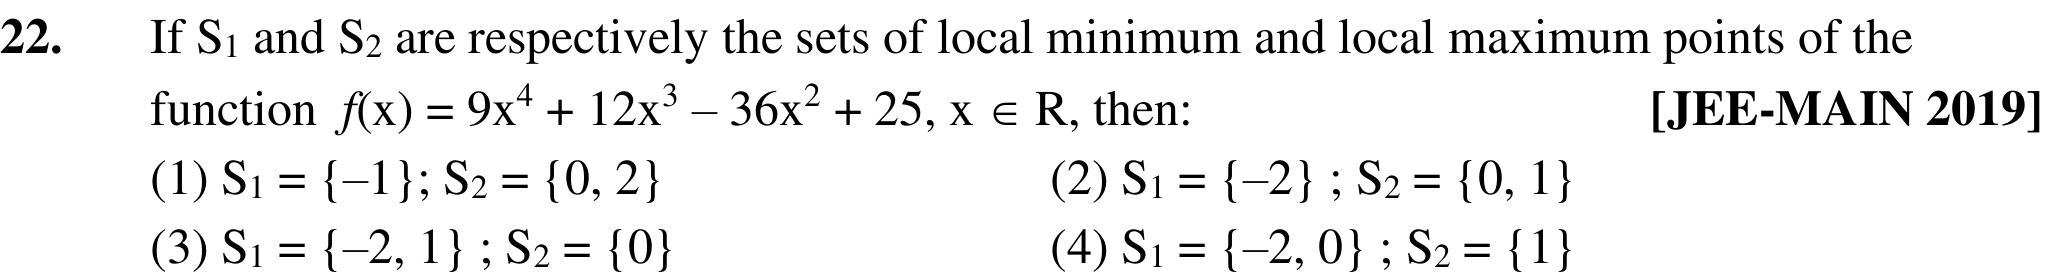 22. If S₁ and S₂ are respectively the sets of local minimum and local maximum points of the
function f(x) = 9x⁴ + 12x³ – 36x² + 25, x ∈ R, then: [JEE-MAIN 2019]
(1) S₁ = {–1}; S₂ = {0, 2} (2) S₁ = {–2} ; S₂ = {0, 1}
(3) S₁ = {–2, 1} ; S₂ = {0} (4) S₁ = {–2, 0} ; S₂ = {1}